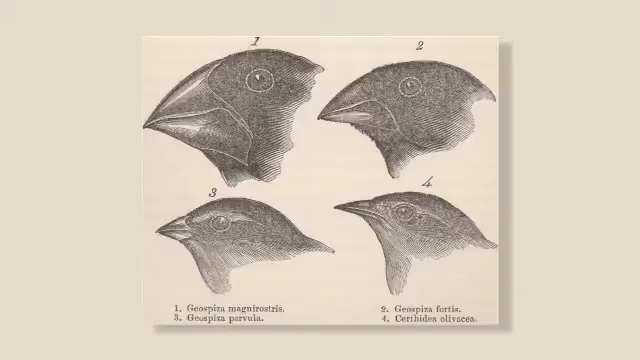 1 2
3 4
1. Geospiza magnirostris. 2. Geospiza fortis.
3. Geospiza parvula. 4. Certhidea olivacea.